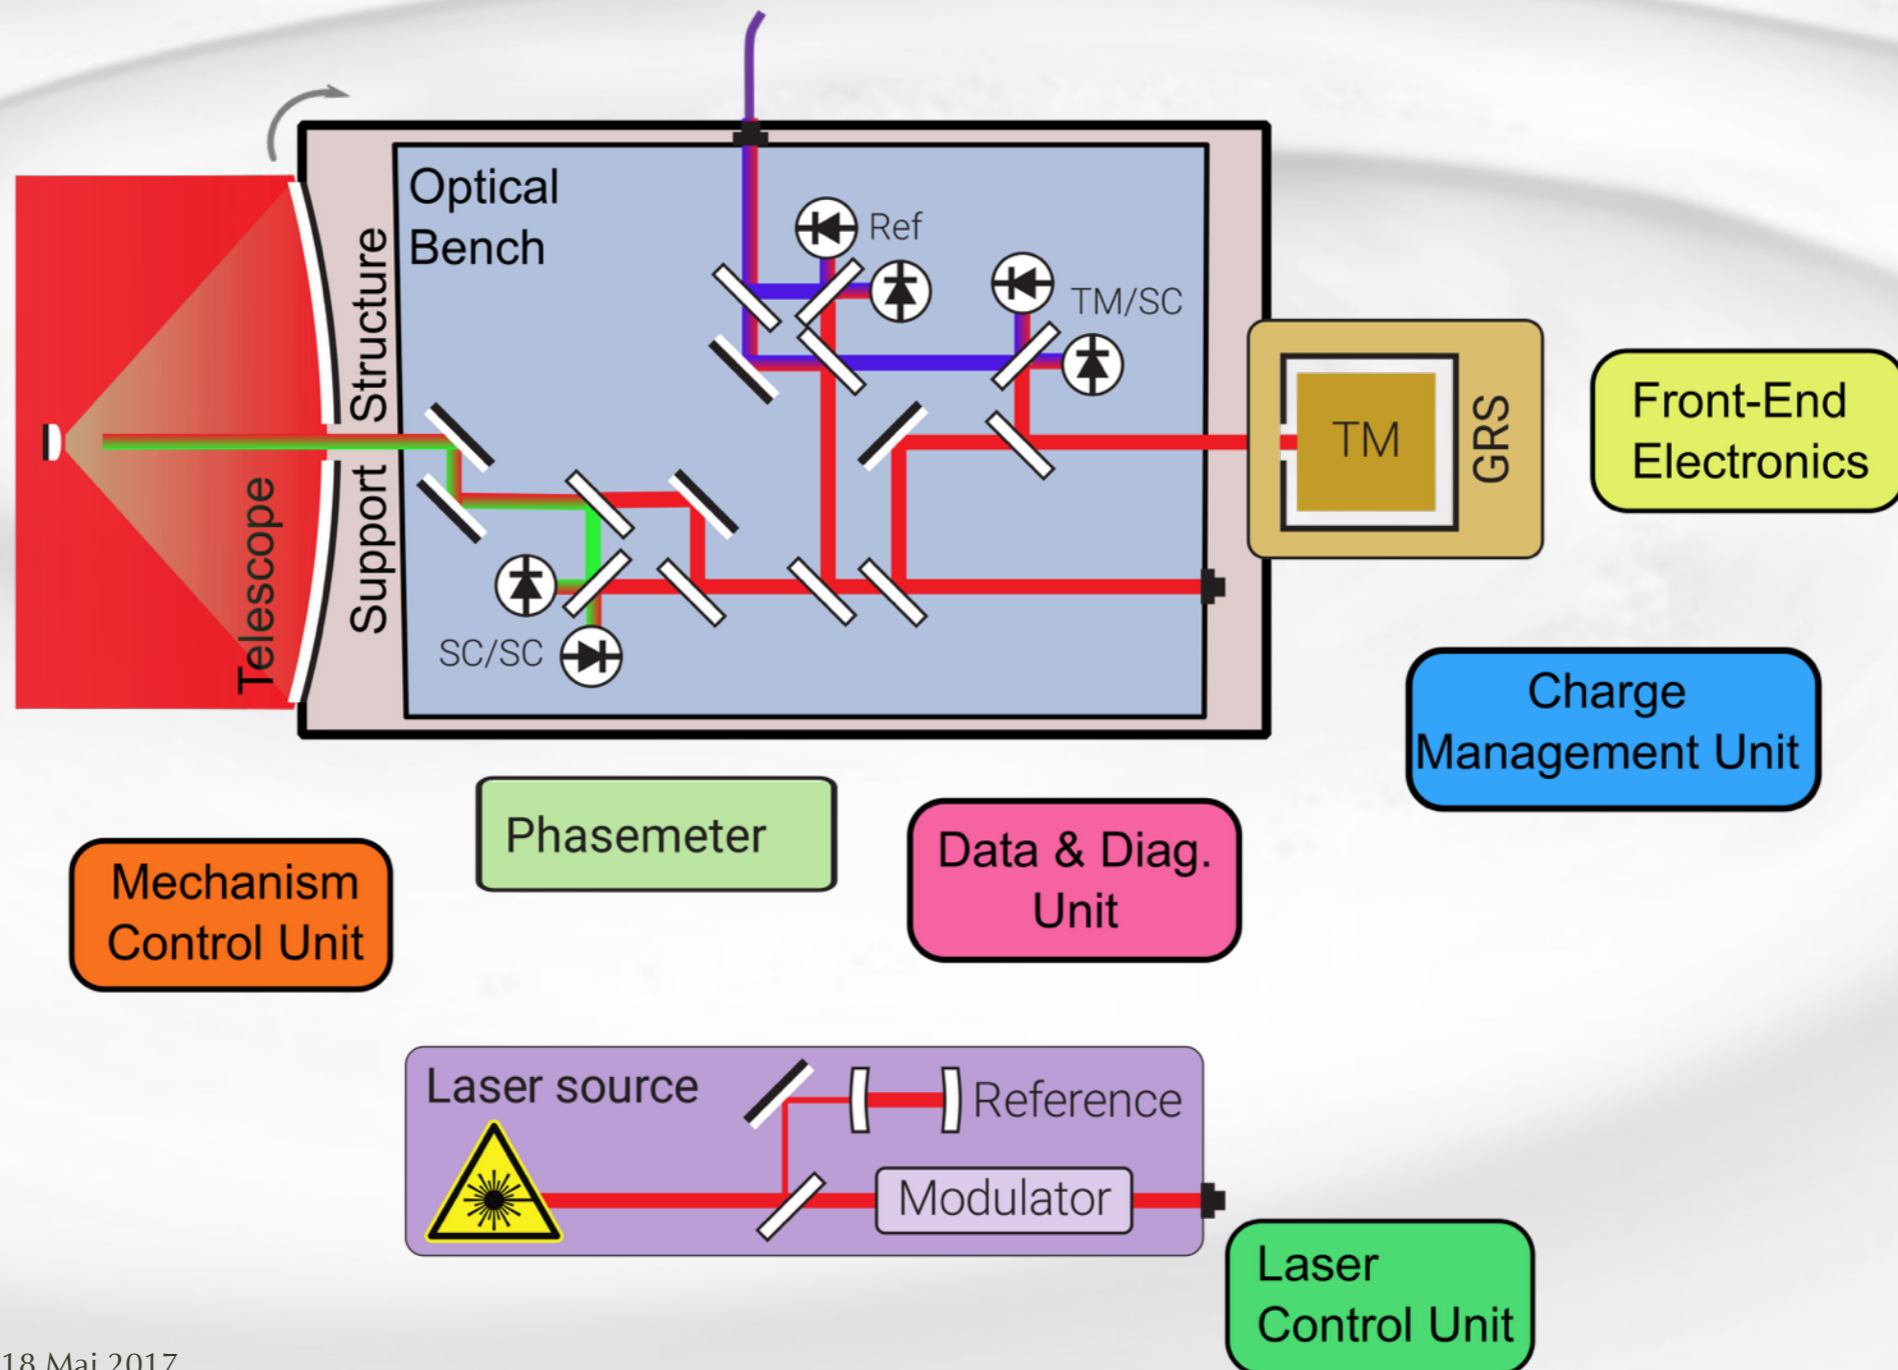 Optical
Bench
Ref
TM/SC
Structure
Support
Telescope
TM
GRS
SC/SC
Front-End
Electronics
Charge
Management Unit
Phasemeter
Data & Diag.
Unit
Mechanism
Control Unit
Laser source
Reference
Modulator
Laser
Control Unit
18 Mai 2017